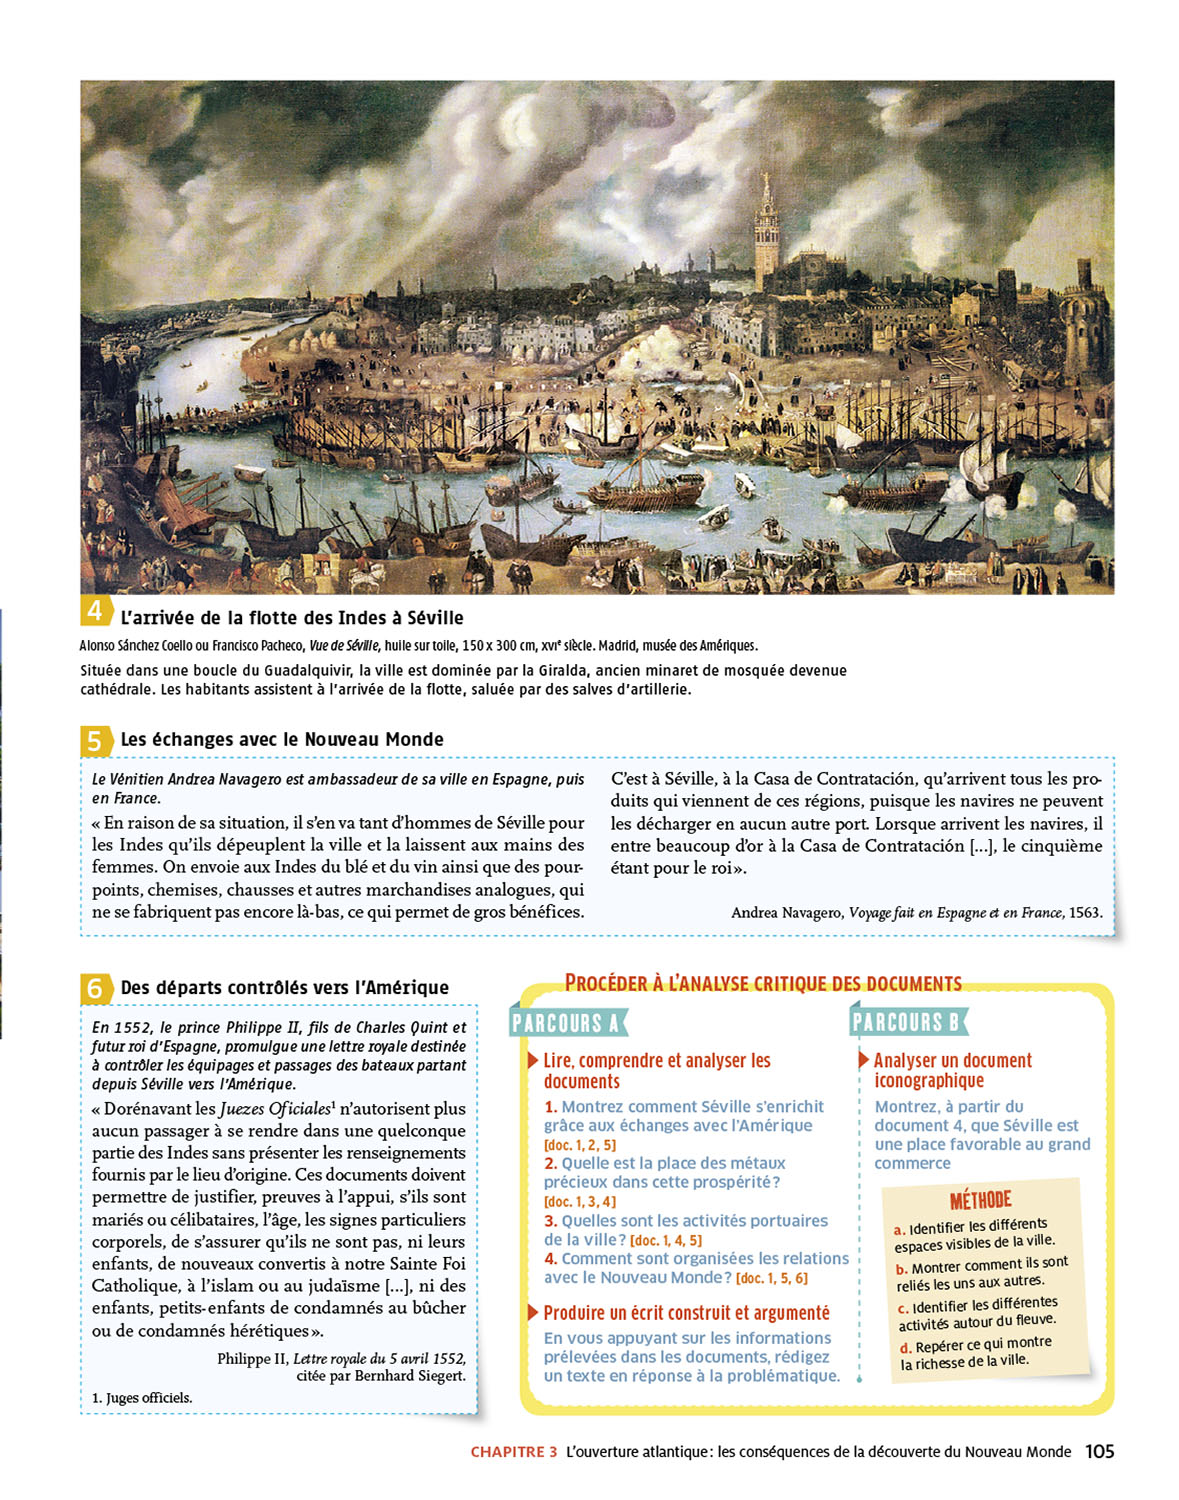 4 L'arrivée de la flotte des Indes à Séville
Alonso Sánchez Coello ou Francisco Pacheco, Vue de Séville, huile sur toile, 150 x 300 cm, XVIe siècle. Madrid, musée des Amériques.
Située dans une boucle du Guadalquivir, la ville est dominée par la Giralda, ancien minaret de mosquée devenue
cathédrale. Les habitants assistent à l'arrivée de la flotte, saluée par des salves d'artillerie.
5 Les échanges avec le Nouveau Monde
Le Vénitien Andrea Navagero est ambassadeur de sa ville en Espagne, puis
en France.
« En raison de sa situation, il s'en va tant d'hommes de Séville pour
les Indes qu'ils dépeuplent la ville et la laissent aux mains des
femmes. On envoie aux Indes du blé et du vin ainsi que des pour-
points, chemises, chausses et autres marchandises analogues, qui
ne se fabriquent pas encore là-bas, ce qui permet de gros bénéfices.
C'est à Séville, à la Casa de Contratación, qu'arrivent tous les pro-
duits qui viennent de ces régions, puisque les navires ne peuvent
les décharger en aucun autre port. Lorsque arrivent les navires, il
entre beaucoup d'or à la Casa de Contratación [...], le cinquième
étant pour le roi ».
Andrea Navagero, Voyage fait en Espagne et en France, 1563.
6 Des départs contrôlés vers l'Amérique
En 1552, le prince Philippe II, fils de Charles Quint et
futur roi d'Espagne, promulgue une lettre royale destinée
à contrôler les équipages et passages des bateaux partant
depuis Séville vers l'Amérique.
« Dorénavant les Juezes Oficiales1 n'autorisent plus
aucun passager à se rendre dans une quelconque
partie des Indes sans présenter les renseignements
fournis par le lieu d'origine. Ces documents doivent
permettre de justifier, preuves à l'appui, s'ils sont
mariés ou célibataires, l'âge, les signes particuliers
corporels, de s'assurer qu'ils ne sont pas, ni leurs
enfants, de nouveaux convertis à notre Sainte Foi
Catholique, à l'islam ou au judaïsme [...], ni des
enfants, petits-enfants de condamnés au bûcher
ou de condamnés hérétiques ».
Philippe II, Lettre royale du 5 avril 1552,
citée par Bernhard Siegert.
1. Juges officiels.
PROCÉDER À L'ANALYSE CRITIQUE DES DOCUMENTS
PARCOURS A
Lire, comprendre et analyser les
documents
1. Montrez comment Séville s'enrichit
grâce aux échanges avec l'Amérique
[doc. 1, 2, 5]
2. Quelle est la place des métaux
précieux dans cette prospérité ?
[doc. 1, 3, 4]
3. Quelles sont les activités portuaires
de la ville ? [doc. 1, 4, 5]
4. Comment sont organisées les relations
avec le Nouveau Monde ? [doc. 1, 5, 6]
Produire un écrit construit et argumenté
En vous appuyant sur les informations
prélevées dans les documents, rédigez
un texte en réponse à la problématique.
PARCOURS B
Analyser un document
iconographique
Montrez, à partir du
document 4, que Séville est
une place favorable au grand
commerce
MÉTHODE
a. Identifier les différents
espaces visibles de la ville.
b. Montrer comment ils sont
reliés les uns aux autres.
c. Identifier les différentes
activités autour du fleuve.
d. Repérer ce qui montre
la richesse de la ville.
CHAPITRE 3 L'ouverture atlantique : les conséquences de la découverte du Nouveau Monde 105